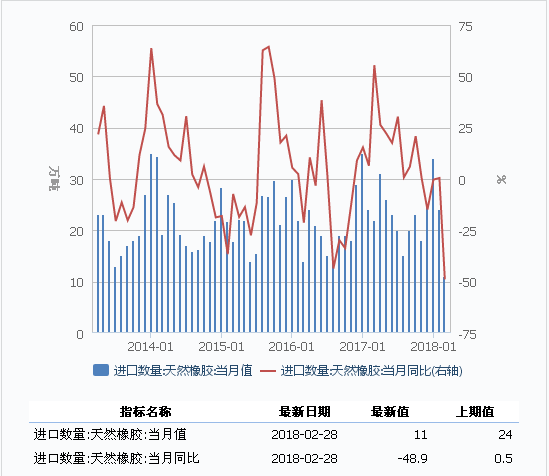 60
50
40
30
20
10
0
万吨
75
50
25
0
-25
-50
-75
%
2014-01 2015-01 2016-01 2017-01 2018-01
进口数量:天然橡胶:当月值 进口数量:天然橡胶:当月同比(右轴)
指标名称 最新日期 最新值 上期值
进口数量:天然橡胶:当月值 2018-02-28 11 24
进口数量:天然橡胶:当月同比 2018-02-28 -48.9 0.5